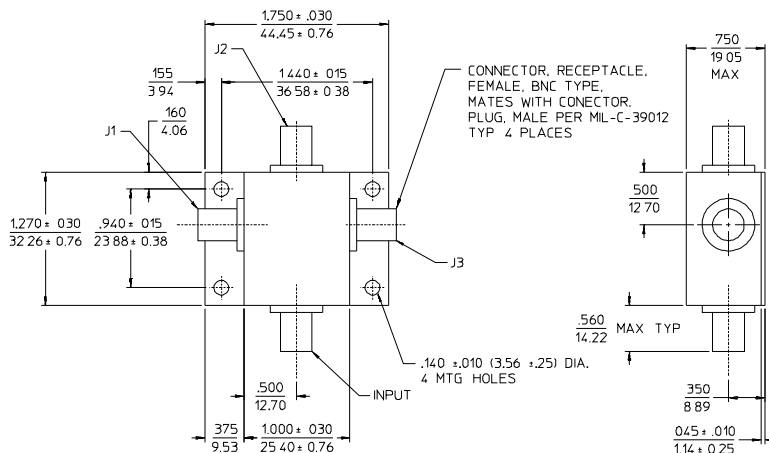 1.750 ± .030
44.45 ± 0.76
J2
155
3.94
1.440 ± 015
36 58 ± 0 38
CONNECTOR, RECEPTACLE,
FEMALE, BNC TYPE,
MATES WITH CONECTOR.
PLUG, MALE PER MIL-C-39012
TYP 4 PLACES
750
19 05
MAX
160
4.06
J1
1.270 ± 030
32 26 ± 0.76
.940 ± 015
23 88 ± 0.38
500
12.70
J3
.560
14.22
MAX TYP
.140 ±.010 (3.56 ±.25) DIA.
4 MTG HOLES
INPUT
.500
12.70
375
9.53
1.000 ± 030
25 40 ± 0.76
350
8 89
045 ± .010
1.14 ± 0.25